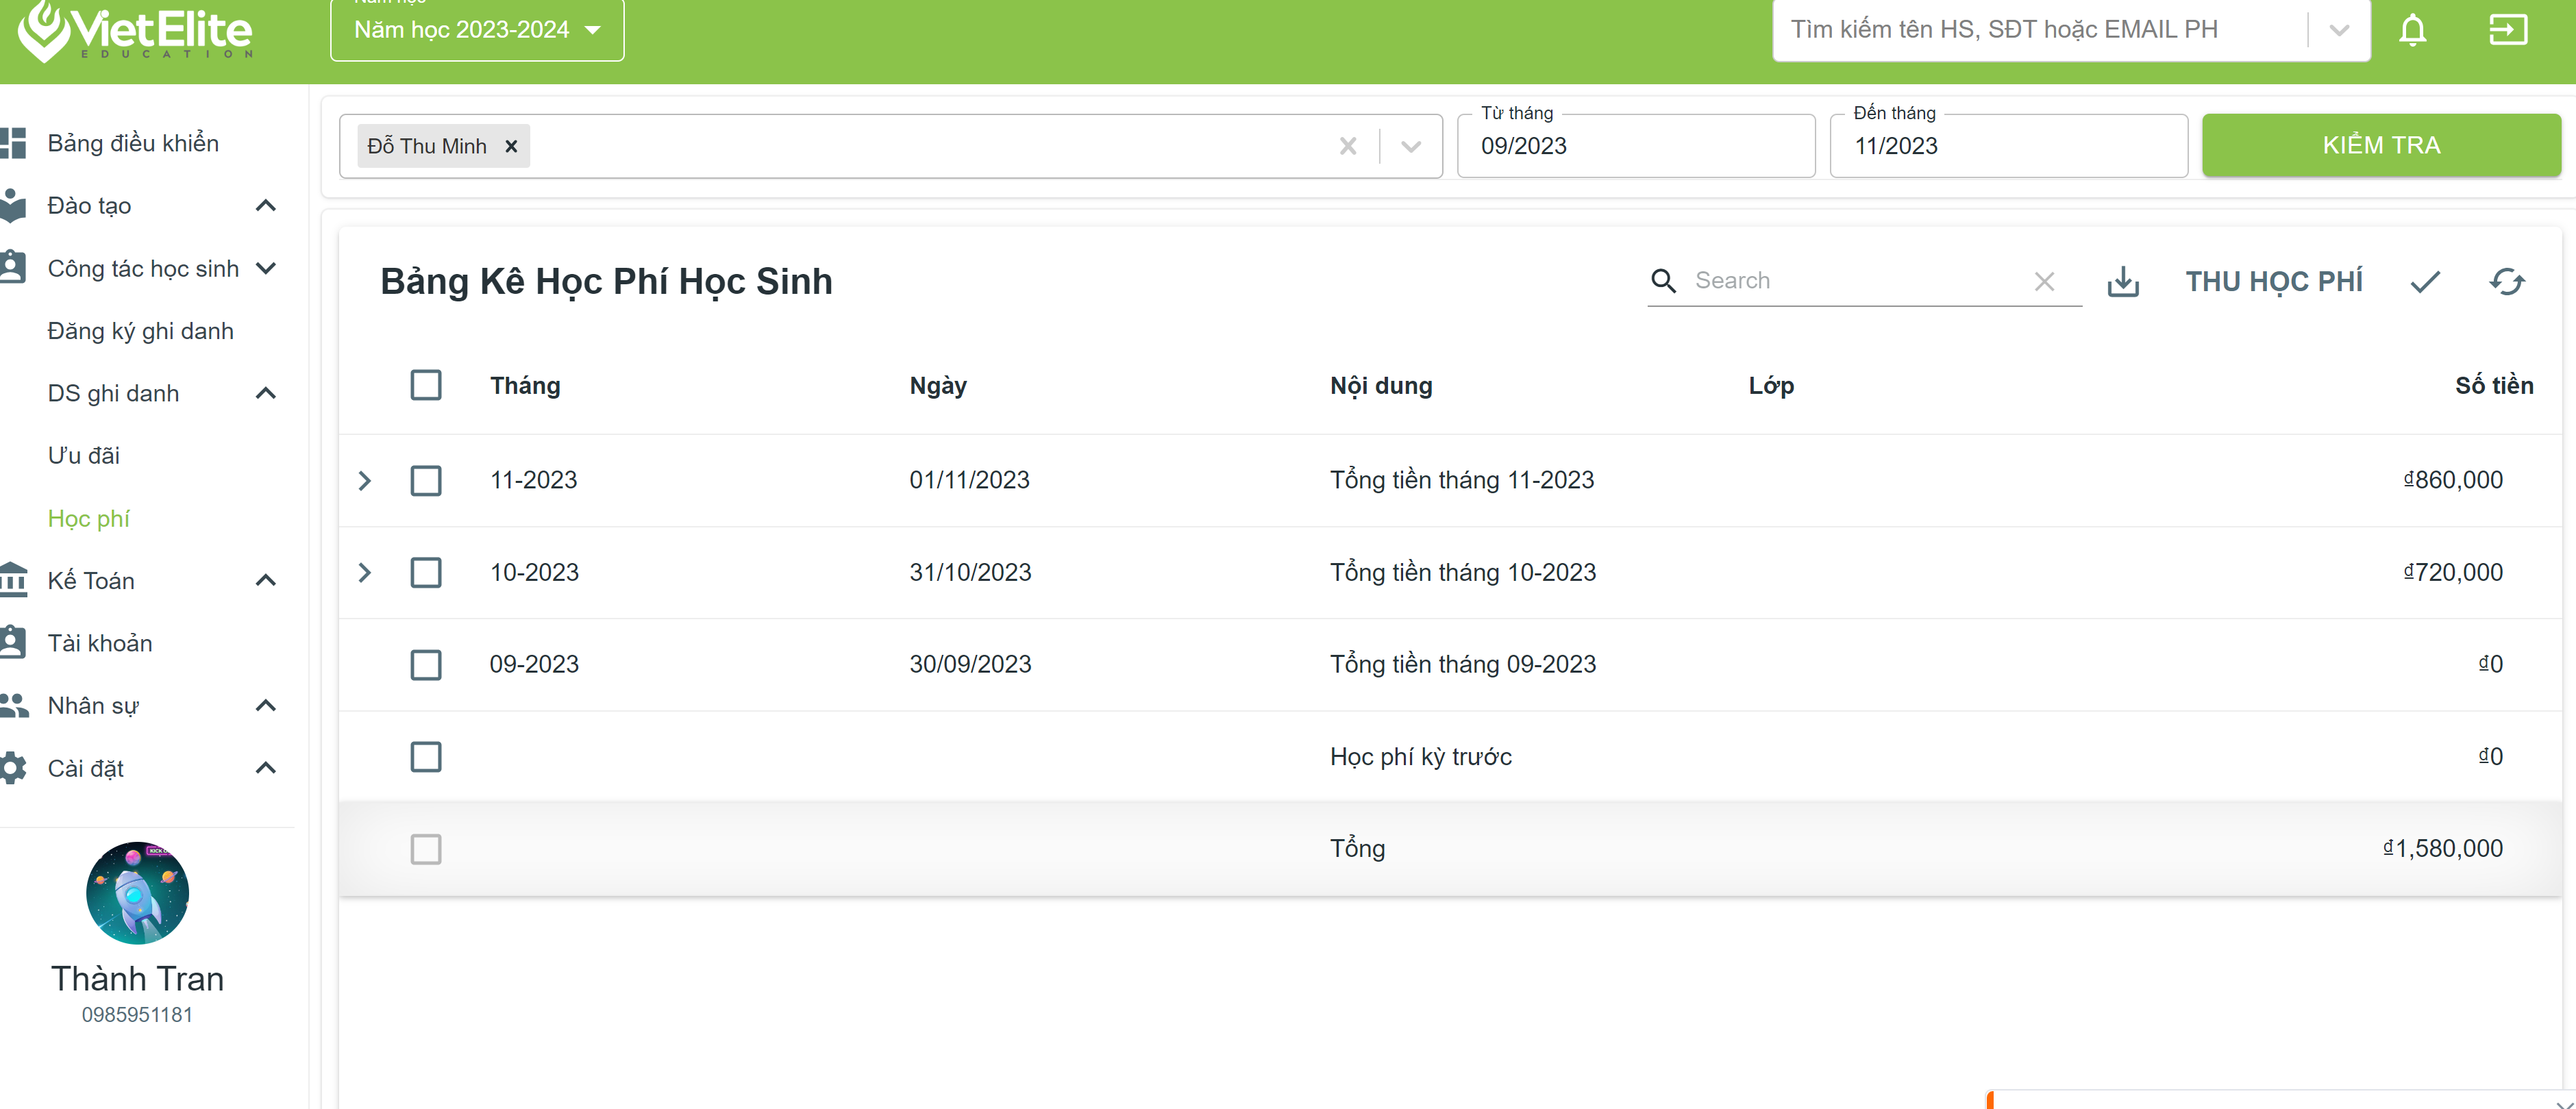 VietElite
EDUCATION
Năm học
Năm học 2023-2024
Tìm kiếm tên HS, SĐT hoặc EMAIL PH
Bảng điều khiển
Đào tạo
Công tác học sinh
Đăng ký ghi danh
DS ghi danh
Ưu đãi
Học phí
Kế Toán
Tài khoản
Nhân sự
Cài đặt
Thành Tran
0985951181
Đỗ Thu Minh
Từ tháng
09/2023
Đến tháng
11/2023
KIỂM TRA
Bảng Kê Học Phí Học Sinh
Search
THU HỌC PHÍ
Tháng Ngày Nội dung Lớp Số tiền
11-2023 01/11/2023 Tổng tiền tháng 11-2023 ₫860,000
10-2023 31/10/2023 Tổng tiền tháng 10-2023 ₫720,000
09-2023 30/09/2023 Tổng tiền tháng 09-2023 ₫0
Học phí kỳ trước ₫0
Tổng ₫1,580,000